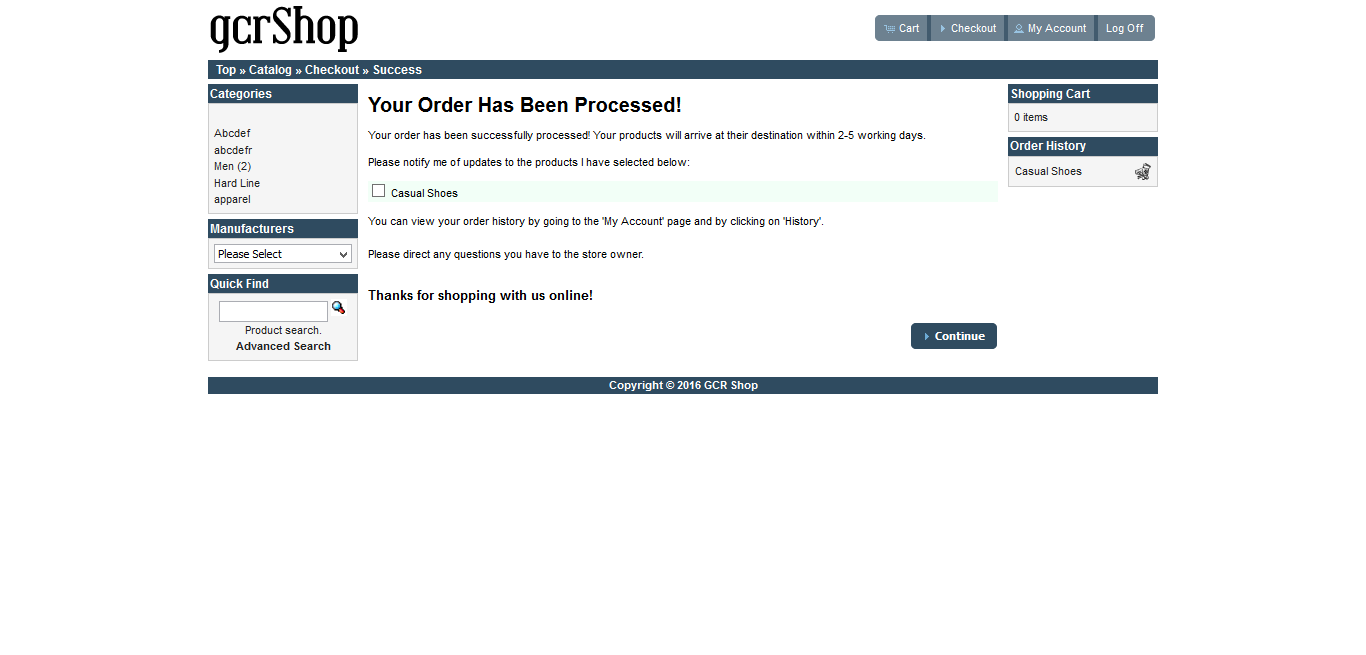 gcrShop
Cart
Checkout
My Account
Log Off
Top » Catalog » Checkout » Success
Categories
Abcdef
abcdefr
Men (2)
Hard Line
apparel
Manufacturers
Please Select
Quick Find
Product search.
Advanced Search
Your Order Has Been Processed!
Your order has been successfully processed! Your products will arrive at their destination within 2-5 working days.
Please notify me of updates to the products I have selected below:
Casual Shoes
You can view your order history by going to the 'My Account' page and by clicking on 'History'.
Please direct any questions you have to the store owner.
Thanks for shopping with us online!
Continue
Shopping Cart
0 items
Order History
Casual Shoes
Copyright © 2016 GCR Shop